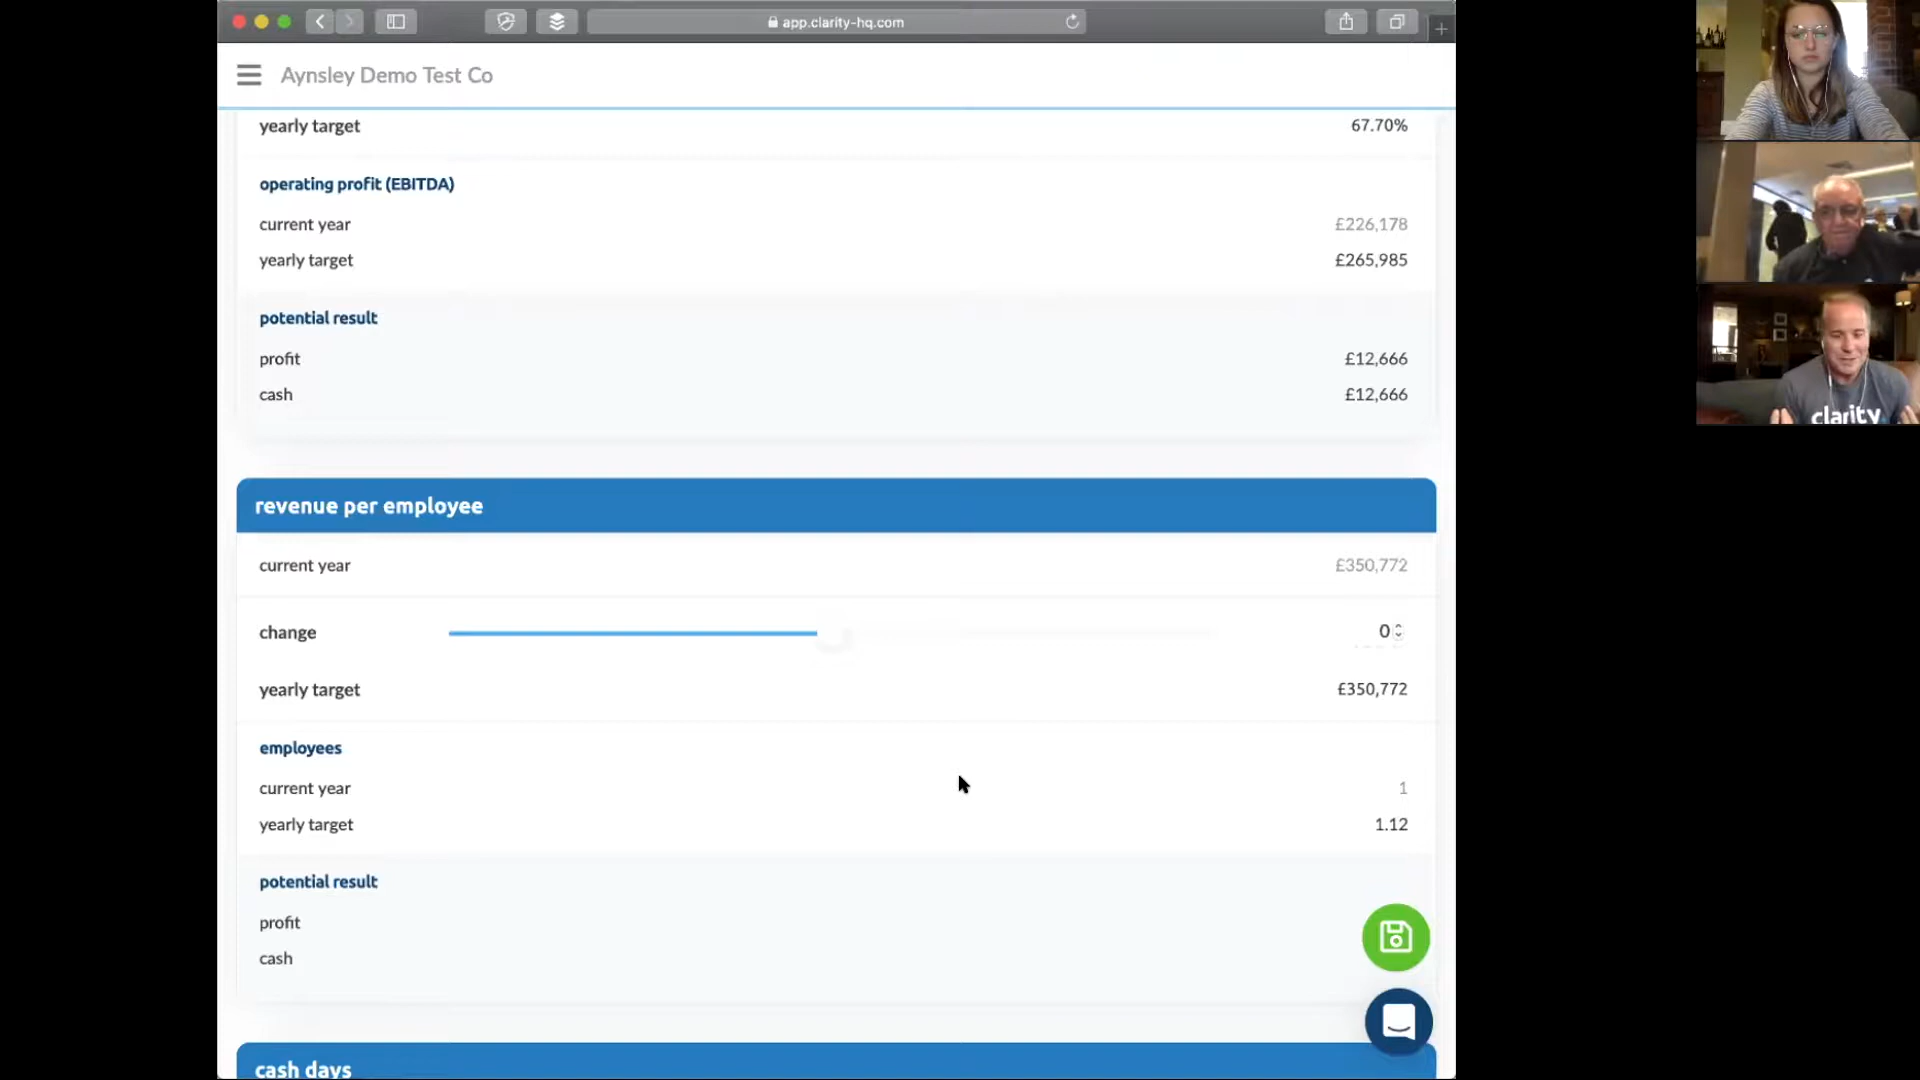 app.clarity-hq.com
Aynsley Demo Test Co
yearly target 67.70%
operating profit (EBITDA)
current year £226,178
yearly target £265,985
potential result
profit £12,666
cash £12,666
revenue per employee
current year £350,772
change 0
yearly target £350,772
employees
current year 1
yearly target 1.12
potential result
profit
cash
cash days
clarity